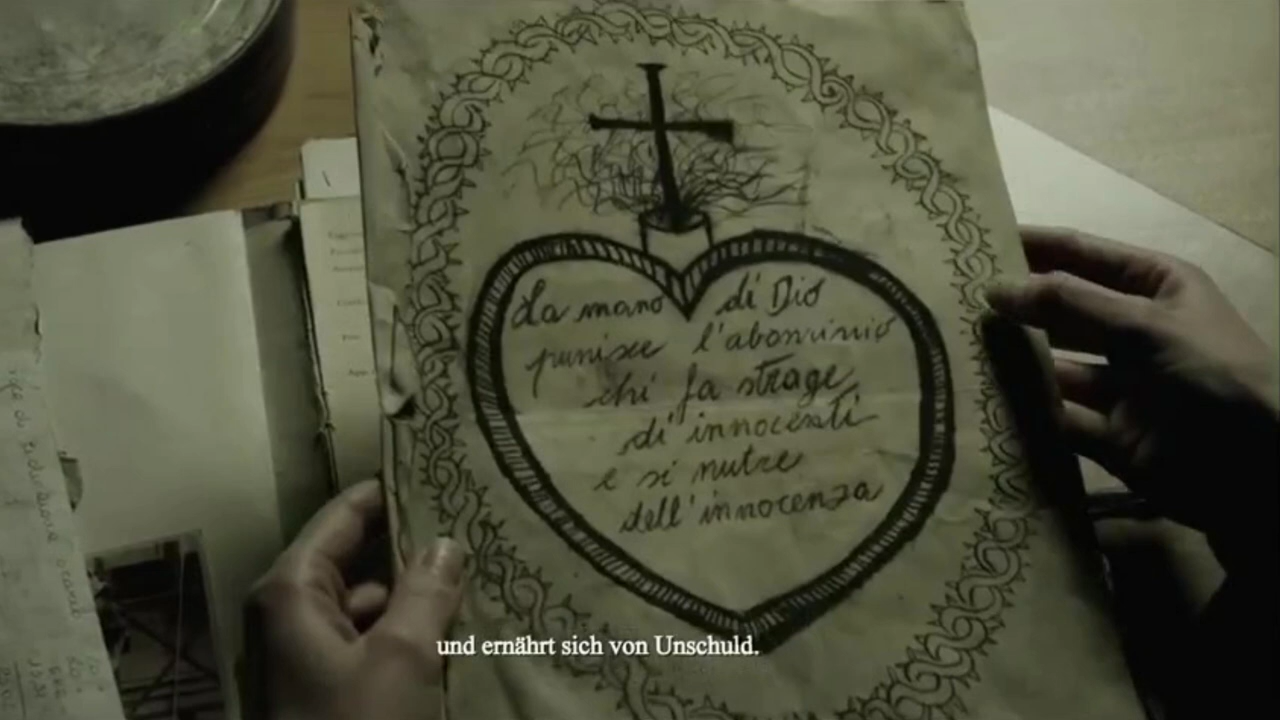 La mano di Dio
punisce l'abominio
chi fa strage
di innocenti
e si nutre
dell'innocenza
und ernährt sich von Unschuld.